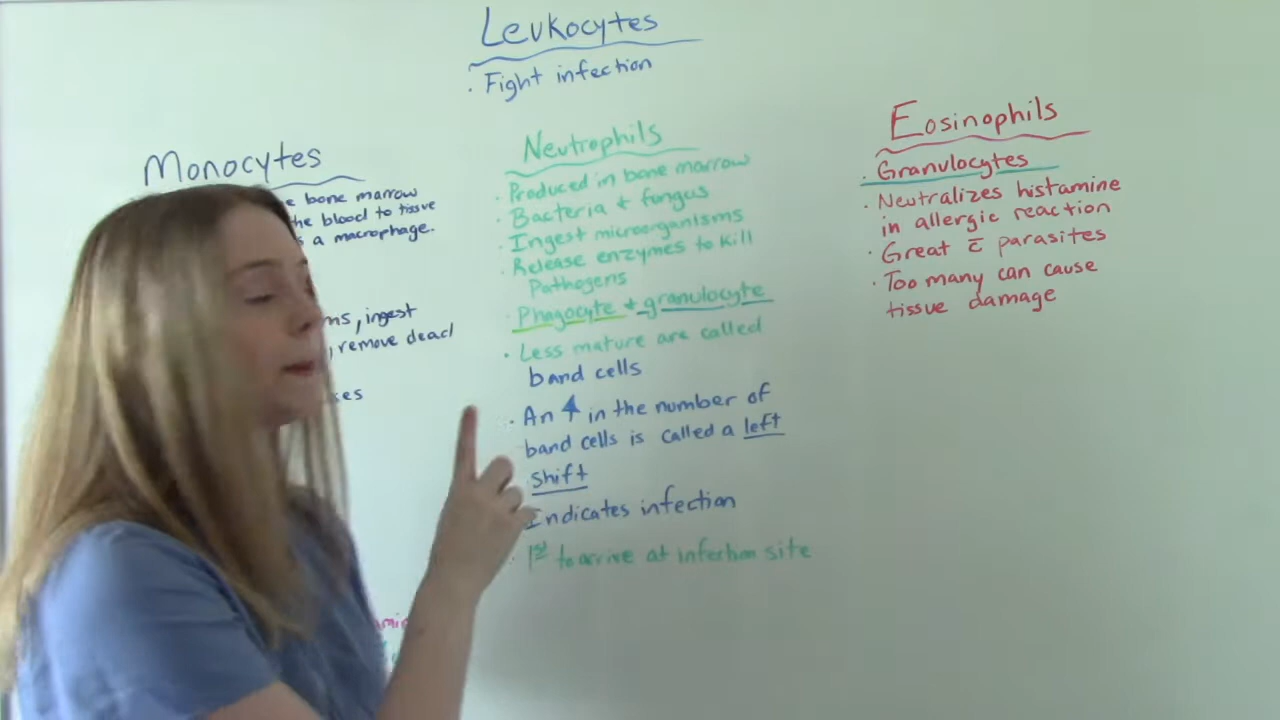 Leukocytes
· Fight infection
Monocytes
e bone marrow
he blood to tissue
s a macrophage.
ms, ingest
, remove dead
ses
Neutrophils
· Produced in bone marrow
· Bacteria & fungus
· Ingest microorganisms
· Release enzymes to kill
Pathogens
· Phagocyte & granulocyte
· Less mature are called
band cells
· An ↑ in the number of
band cells is called a left
shift
Indicates infection
· 1st to arrive at infection site
Eosinophils
· Granulocytes
· Neutralizes histamine
in allergic reaction
· Great c̄ parasites
· Too many can cause
tissue damage